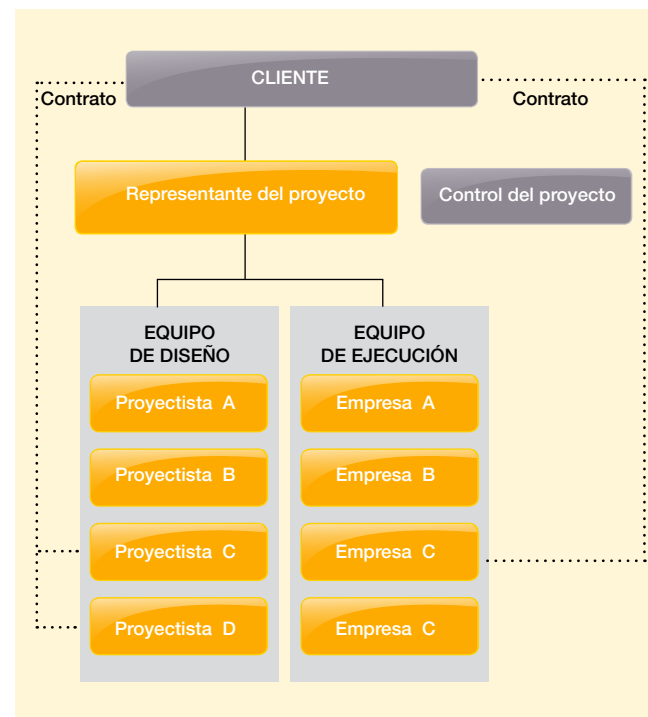 CLIENTE
Contrato
Contrato
Representante del proyecto
Control del proyecto
EQUIPO
DE DISEÑO
Proyectista A
Proyectista B
Proyectista C
Proyectista D
EQUIPO
DE EJECUCIÓN
Empresa A
Empresa B
Empresa C
Empresa C